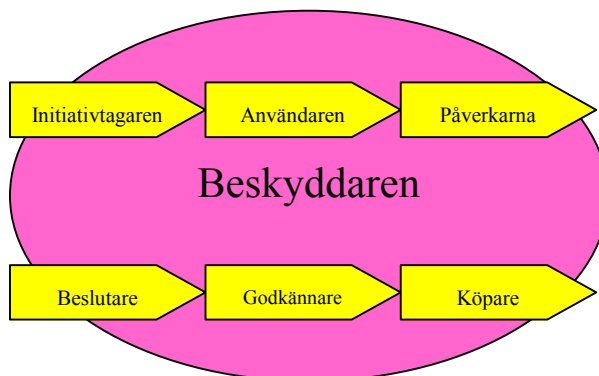 Initiativtagaren Användaren Påverkarna
Beskyddaren
Beslutare Godkännare Köpare